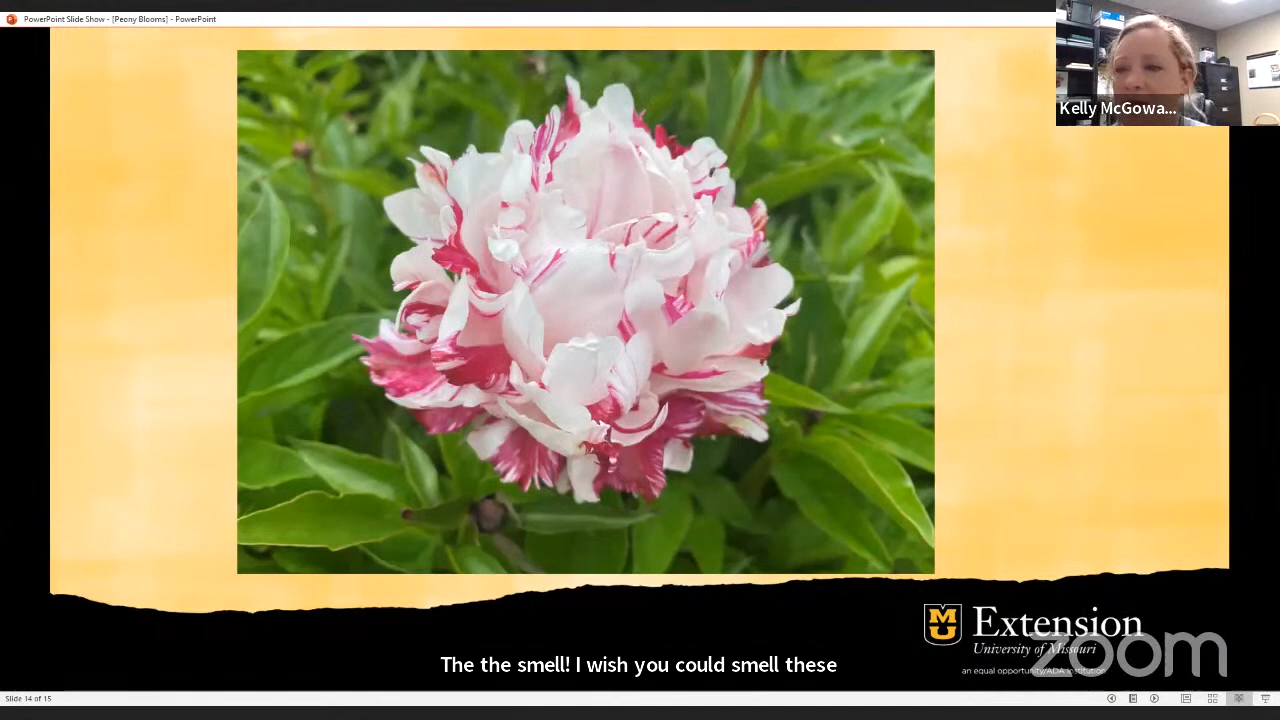 PowerPoint Slide Show - [Peony Blooms] - PowerPoint
Kelly McGowa...
MU
Extension
University of Missouri
an equal opportunity/ADA institution
zoom
The the smell! I wish you could smell these
Slide 14 of 15